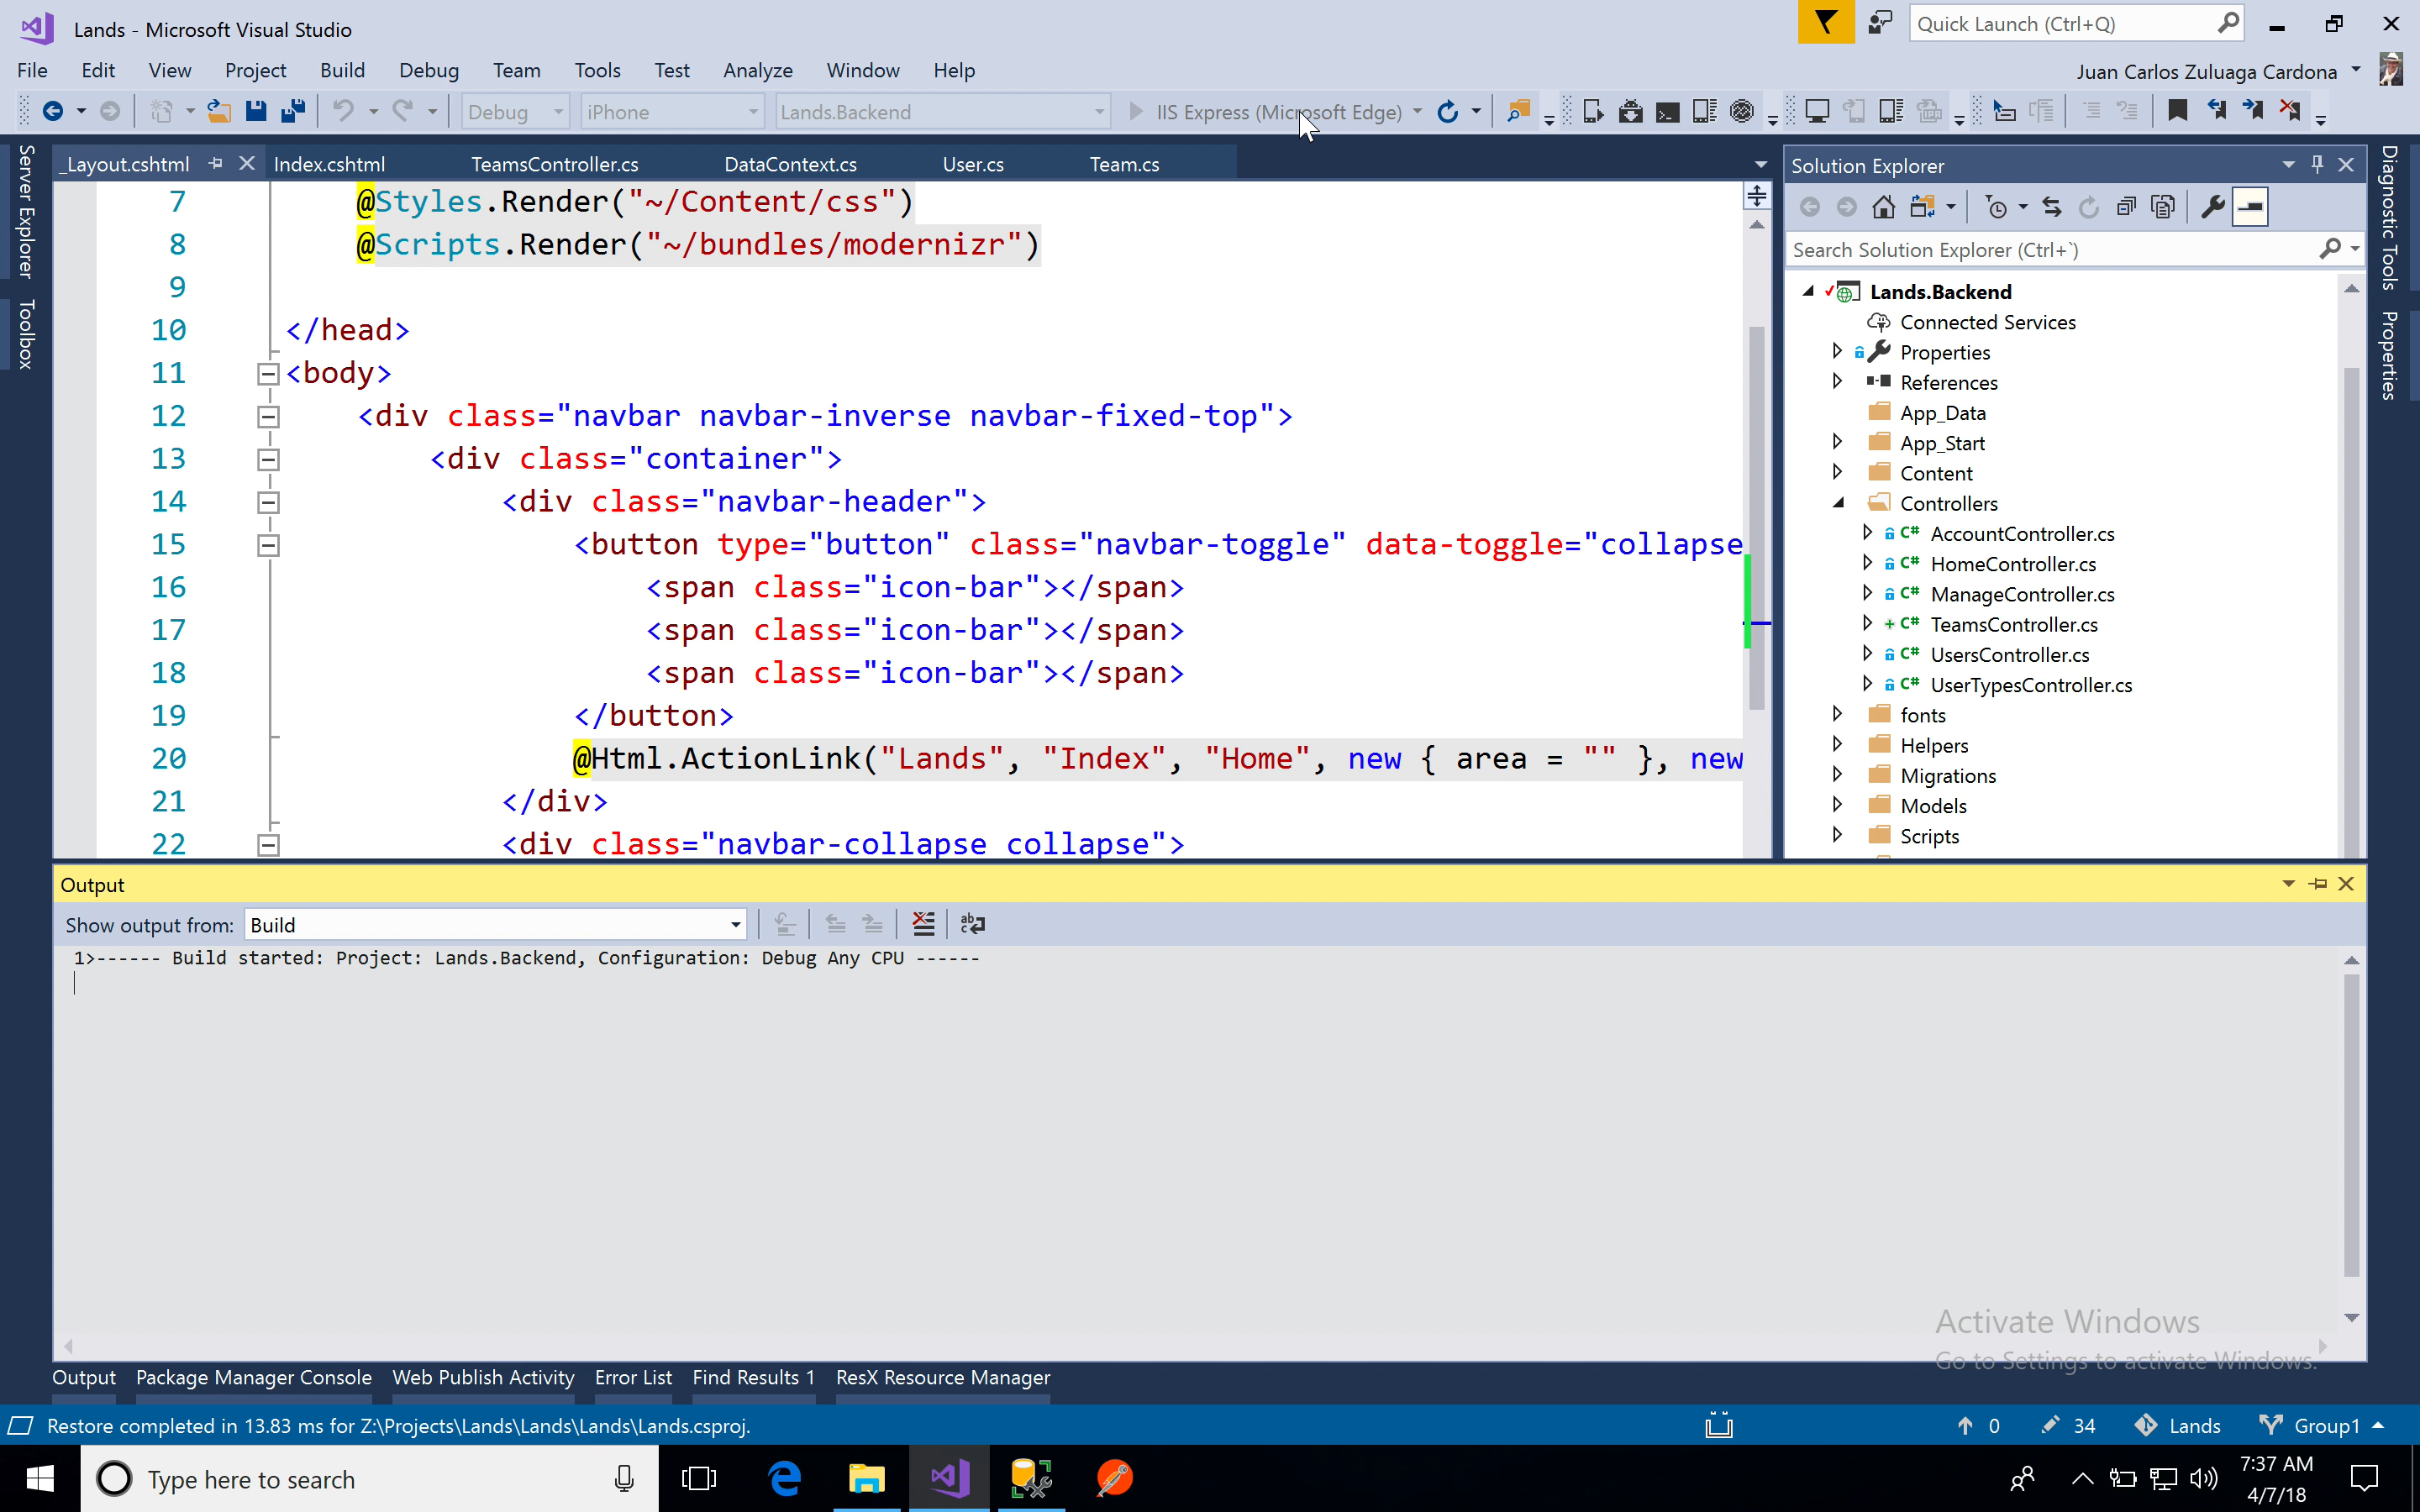 Lands - Microsoft Visual Studio
Quick Launch (Ctrl+Q)
File Edit View Project Build Debug Team Tools Test Analyze Window Help
Juan Carlos Zuluaga Cardona
Debug iPhone Lands.Backend IIS Express (Microsoft Edge)
Server Explorer
Toolbox
_Layout.cshtml Index.cshtml TeamsController.cs DataContext.cs User.cs Team.cs
7 @Styles.Render("~/Content/css")
8 @Scripts.Render("~/bundles/modernizr")
9
10 </head>
11 <body>
12 <div class="navbar navbar-inverse navbar-fixed-top">
13 <div class="container">
14 <div class="navbar-header">
15 <button type="button" class="navbar-toggle" data-toggle="collapse
16 <span class="icon-bar"></span>
17 <span class="icon-bar"></span>
18 <span class="icon-bar"></span>
19 </button>
20 @Html.ActionLink("Lands", "Index", "Home", new { area = "" }, new
21 </div>
22 <div class="navbar-collapse collapse">
Solution Explorer
Search Solution Explorer (Ctrl+`)
Lands.Backend
Connected Services
Properties
References
App_Data
App_Start
Content
Controllers
C# AccountController.cs
C# HomeController.cs
C# ManageController.cs
+ C# TeamsController.cs
C# UsersController.cs
C# UserTypesController.cs
fonts
Helpers
Migrations
Models
Scripts
Diagnostic Tools
Properties
Output
Show output from: Build
1>------ Build started: Project: Lands.Backend, Configuration: Debug Any CPU ------
Activate Windows
Go to Settings to activate Windows.
Output Package Manager Console Web Publish Activity Error List Find Results 1 ResX Resource Manager
Restore completed in 13.83 ms for Z:\Projects\Lands\Lands\Lands\Lands.csproj.
0 34 Lands Group1
Type here to search
7:37 AM
4/7/18